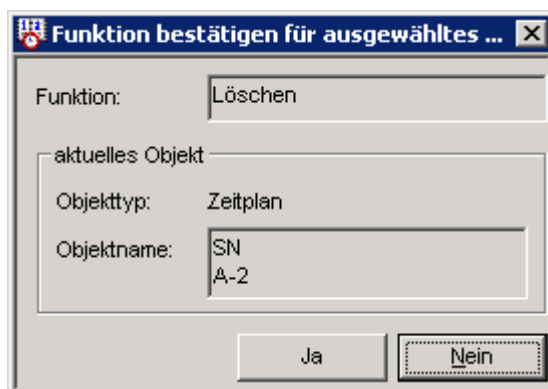 Funktion bestätigen für ausgewähltes ...
Funktion: Löschen
aktuelles Objekt
Objekttyp: Zeitplan
Objektname: SN
A-2
Ja Nein